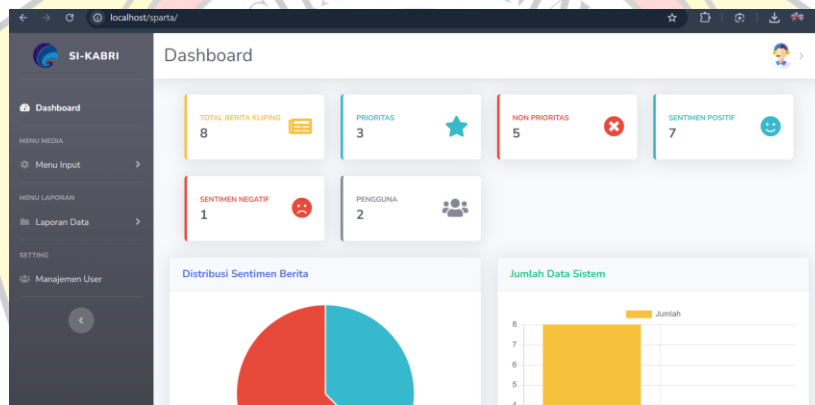 localhost/sparta/
SI-KABRI
Dashboard
Dashboard
MENU MEDIA
Menu Input
MENU LAPORAN
Laporan Data
SETTING
Manajemen User
TOTAL BERITA KLIPING
8
PRIORITAS
3
NON PRIORITAS
5
SENTIMEN POSITIF
7
SENTIMEN NEGATIF
1
PENGGUNA
2
Distribusi Sentimen Berita
Jumlah Data Sistem
Jumlah
8
7
6
5
4